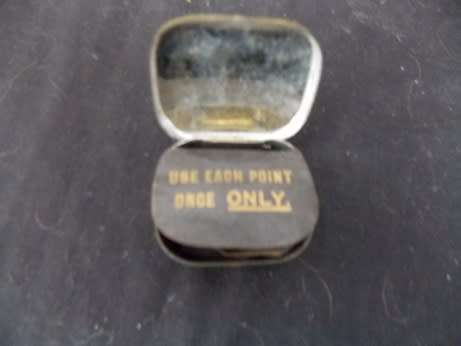 USE EACH POINT
ONCE ONLY.